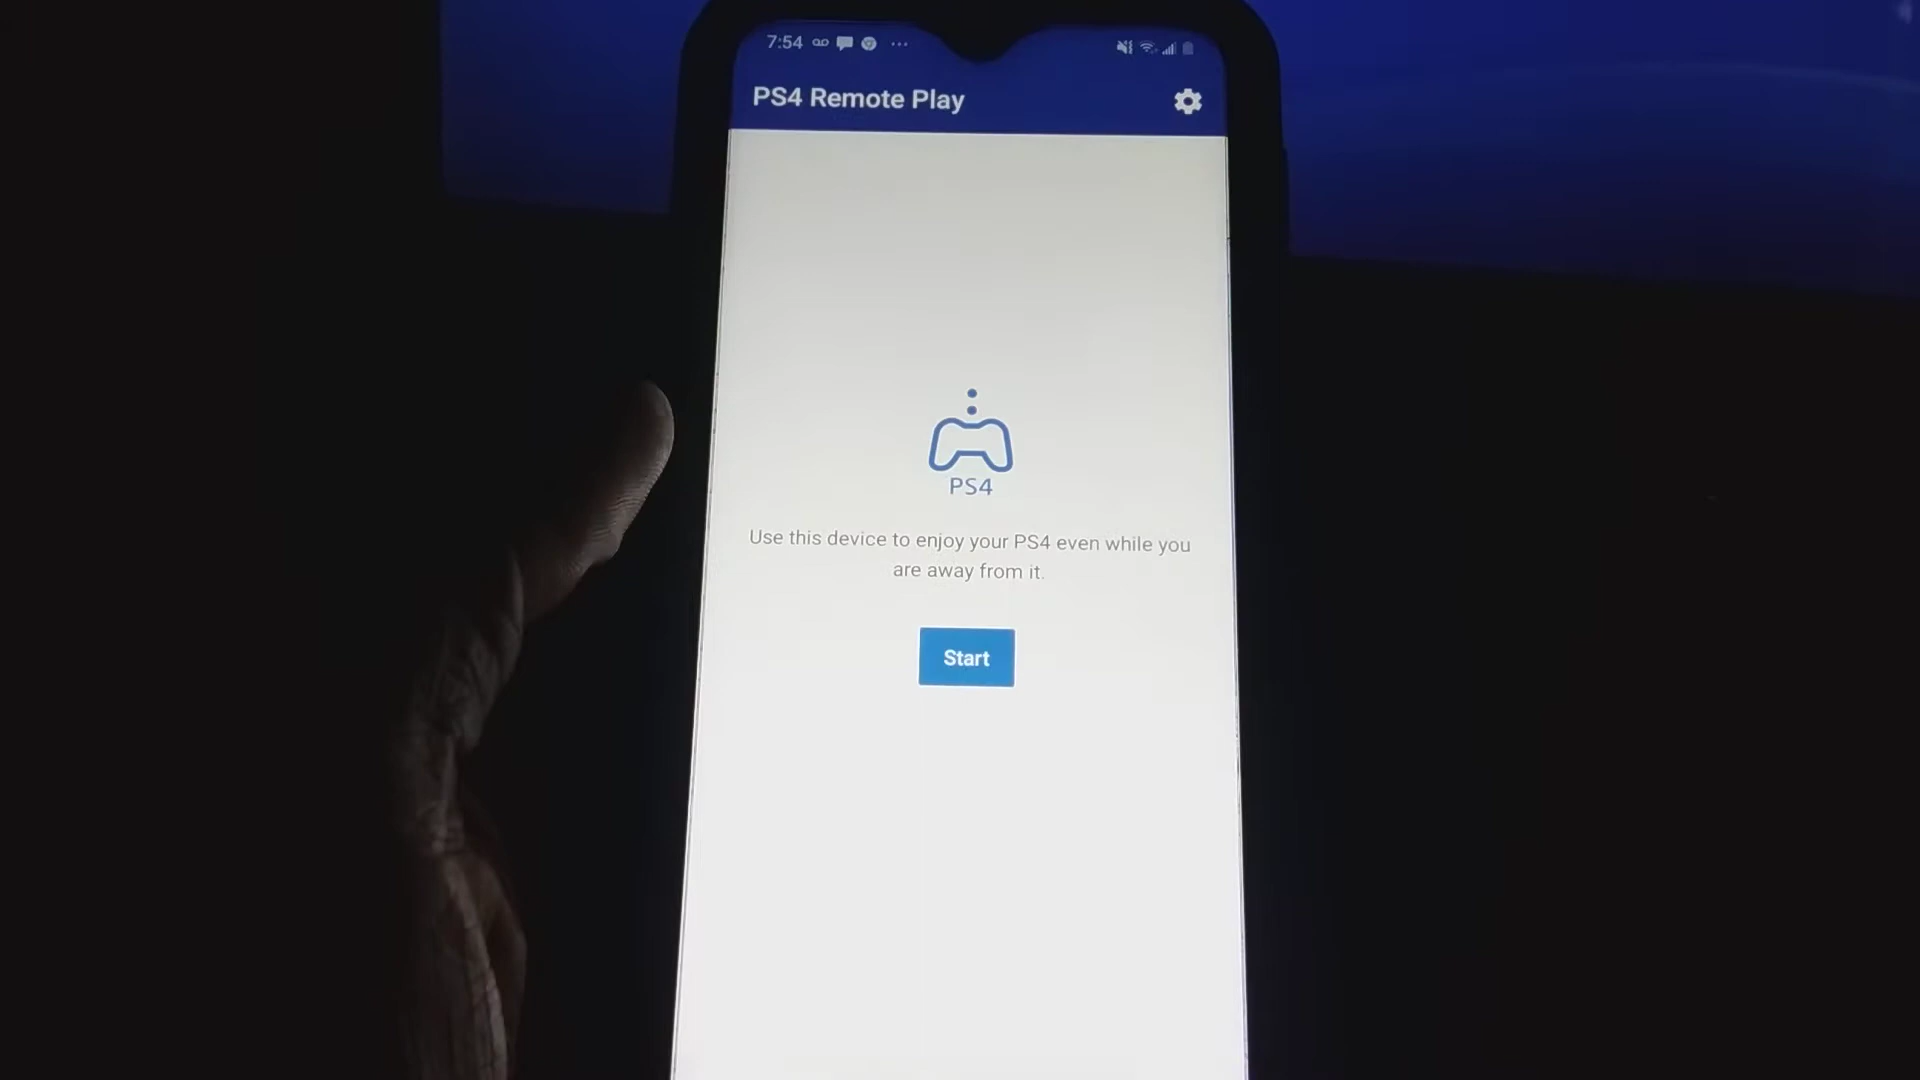 7:54
PS4 Remote Play
PS4
Use this device to enjoy your PS4 even while you
are away from it.
Start